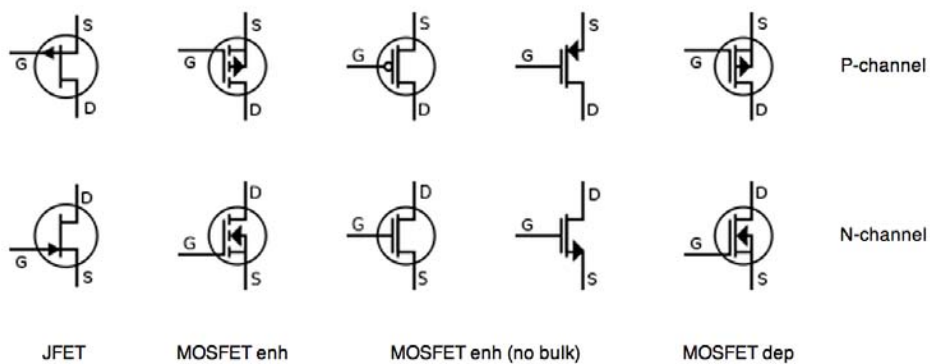 S S S S S
G G G G G
D D D D D
P-channel
D D D D D
G G G G G
S S S S S
N-channel
JFET MOSFET enh MOSFET enh (no bulk) MOSFET dep